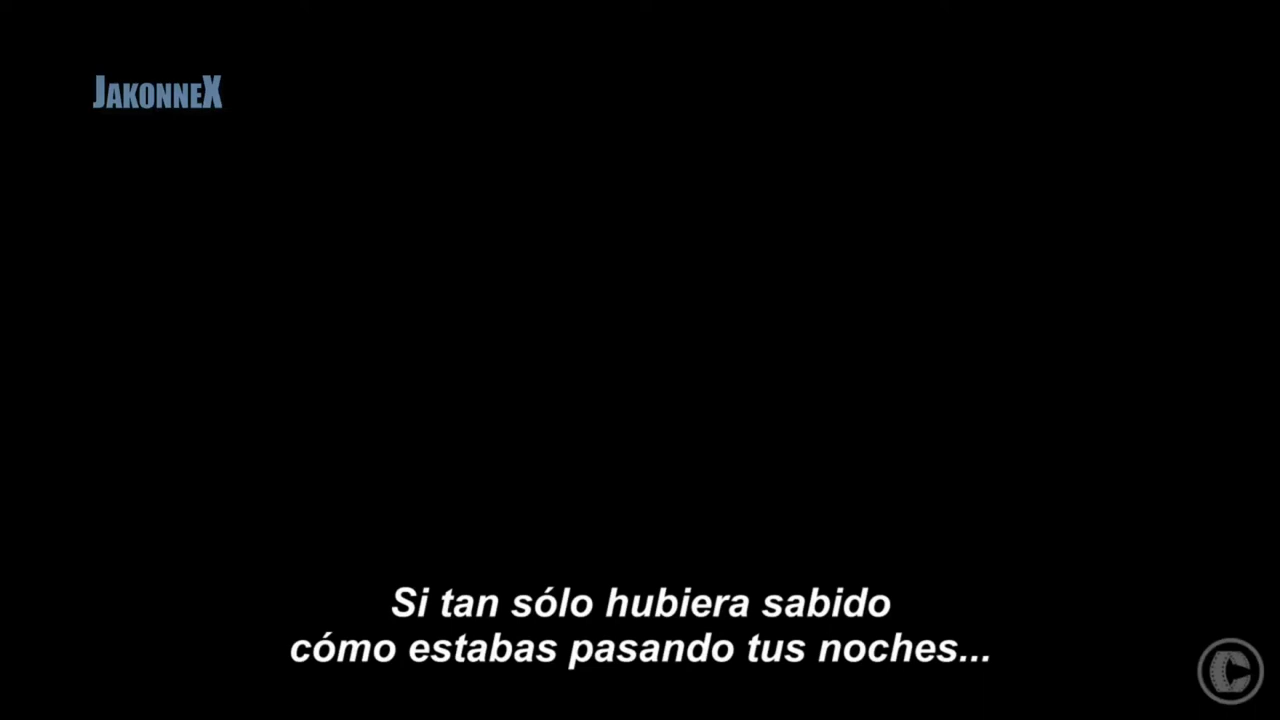 JAKONNEX
Si tan sólo hubiera sabido
cómo estabas pasando tus noches...